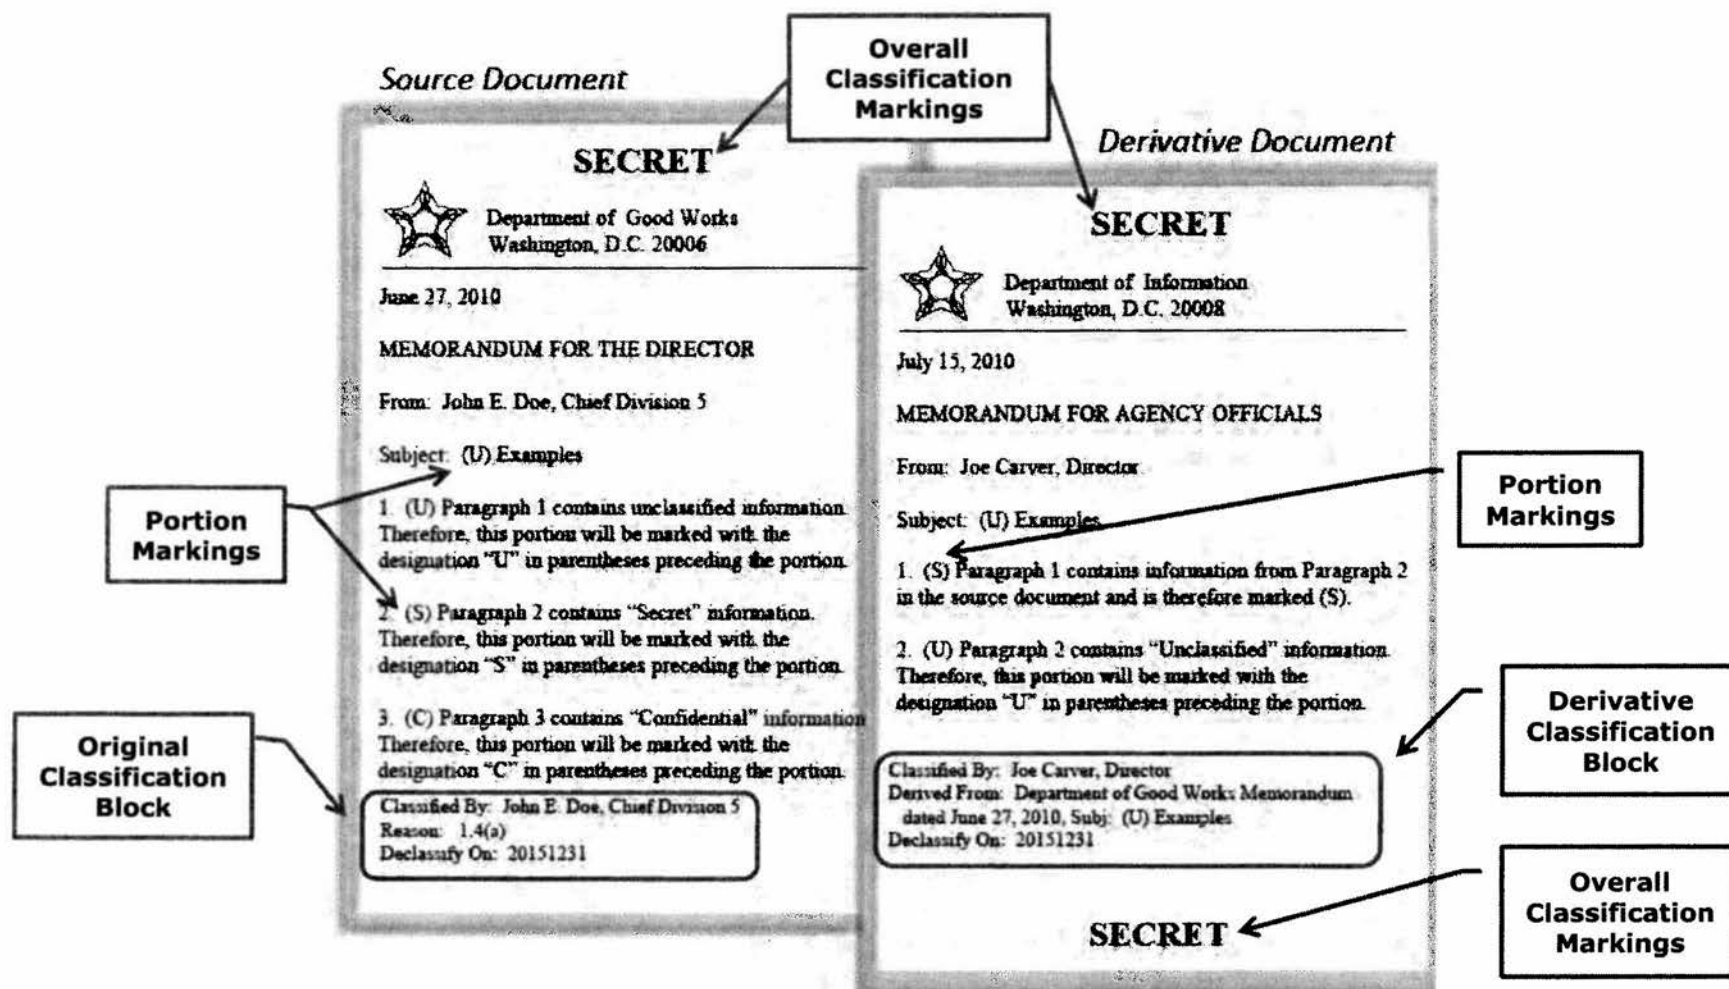 Overall
Classification
Markings
Source Document
SECRET
Department of Good Works
Washington, D.C. 20006
June 27, 2010
MEMORANDUM FOR THE DIRECTOR
From: John E. Doe, Chief Division 5
Subject: (U) Examples
1. (U) Paragraph 1 contains unclassified information.
Therefore, this portion will be marked with the
designation "U" in parentheses preceding the portion.
2. (S) Paragraph 2 contains "Secret" information.
Therefore, this portion will be marked with the
designation "S" in parentheses preceding the portion.
3. (C) Paragraph 3 contains "Confidential" information
Therefore, this portion will be marked with the
designation "C" in parentheses preceding the portion.
Classified By: John E. Doe, Chief Division 5
Reason: 1.4(a)
Declassify On: 20151231
Portion
Markings
Original
Classification
Block
Derivative Document
SECRET
Department of Information
Washington, D.C. 20008
July 15, 2010
MEMORANDUM FOR AGENCY OFFICIALS
From: Joe Carver, Director
Subject: (U) Examples
1. (S) Paragraph 1 contains information from Paragraph 2
in the source document and is therefore marked (S).
2. (U) Paragraph 2 contains "Unclassified" information.
Therefore, this portion will be marked with the
designation "U" in parentheses preceding the portion.
Classified By: Joe Carver, Director
Derived From: Department of Good Works Memorandum
dated June 27, 2010, Subj: (U) Examples
Declassify On: 20151231
SECRET
Portion
Markings
Derivative
Classification
Block
Overall
Classification
Markings